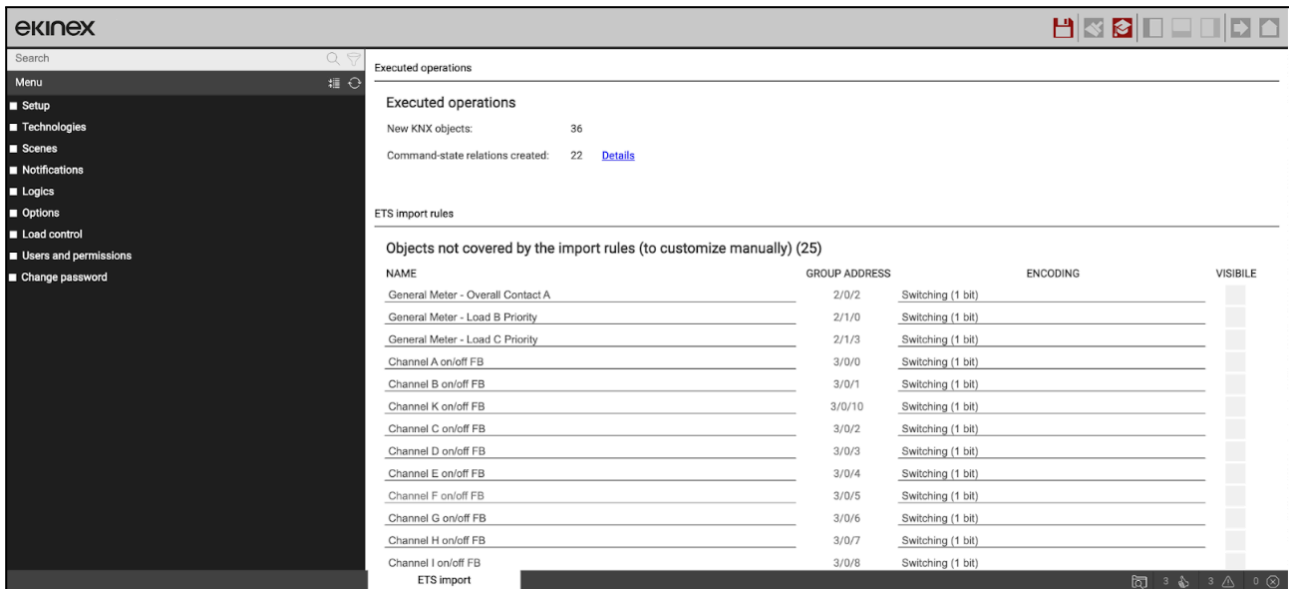 ekinex
Search
Menu
Setup
Technologies
Scenes
Notifications
Logics
Options
Load control
Users and permissions
Change password
Executed operations
Executed operations
New KNX objects: 36
Command-state relations created: 22 Details
ETS import rules
Objects not covered by the import rules (to customize manually) (25)
NAME GROUP ADDRESS ENCODING VISIBILE
General Meter - Overall Contact A 2/0/2 Switching (1 bit)
General Meter - Load B Priority 2/1/0 Switching (1 bit)
General Meter - Load C Priority 2/1/3 Switching (1 bit)
Channel A on/off FB 3/0/0 Switching (1 bit)
Channel B on/off FB 3/0/1 Switching (1 bit)
Channel K on/off FB 3/0/10 Switching (1 bit)
Channel C on/off FB 3/0/2 Switching (1 bit)
Channel D on/off FB 3/0/3 Switching (1 bit)
Channel E on/off FB 3/0/4 Switching (1 bit)
Channel F on/off FB 3/0/5 Switching (1 bit)
Channel G on/off FB 3/0/6 Switching (1 bit)
Channel H on/off FB 3/0/7 Switching (1 bit)
Channel I on/off FB 3/0/8 Switching (1 bit)
ETS import
3 3 0